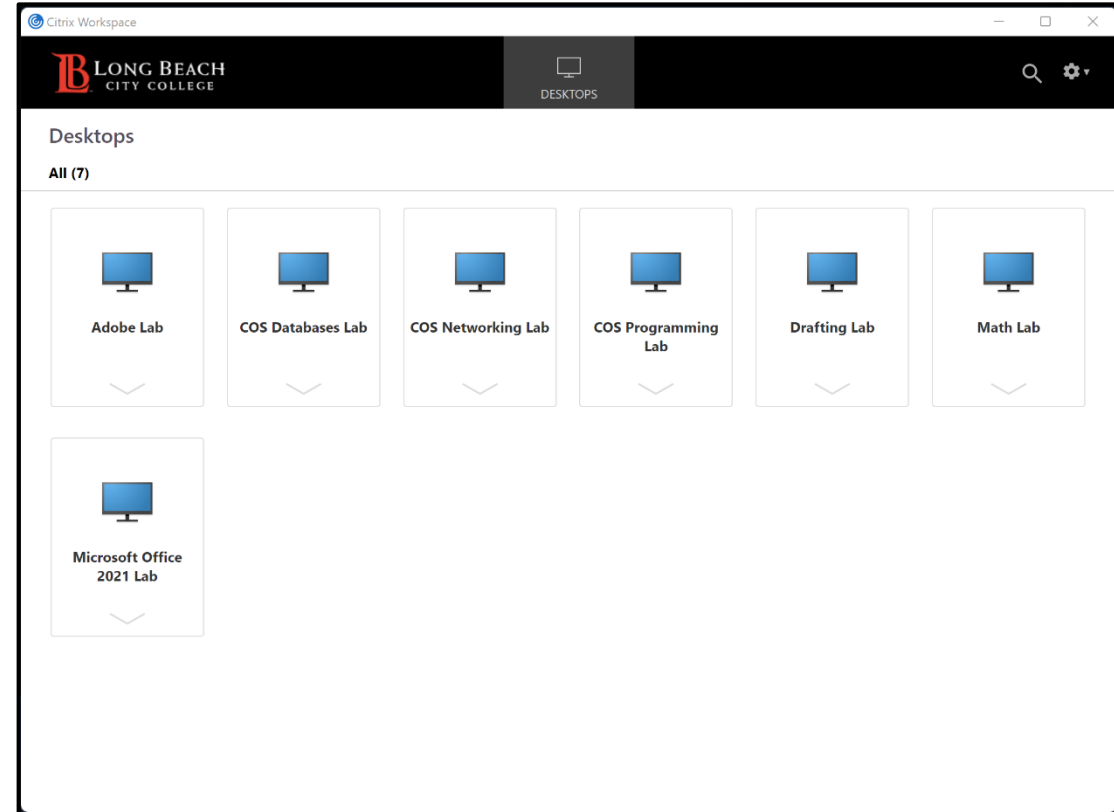 Citrix Workspace
LONG BEACH
CITY COLLEGE
DESKTOPS
Desktops
All (7)
Adobe Lab
COS Databases Lab
COS Networking Lab
COS Programming
Lab
Drafting Lab
Math Lab
Microsoft Office
2021 Lab